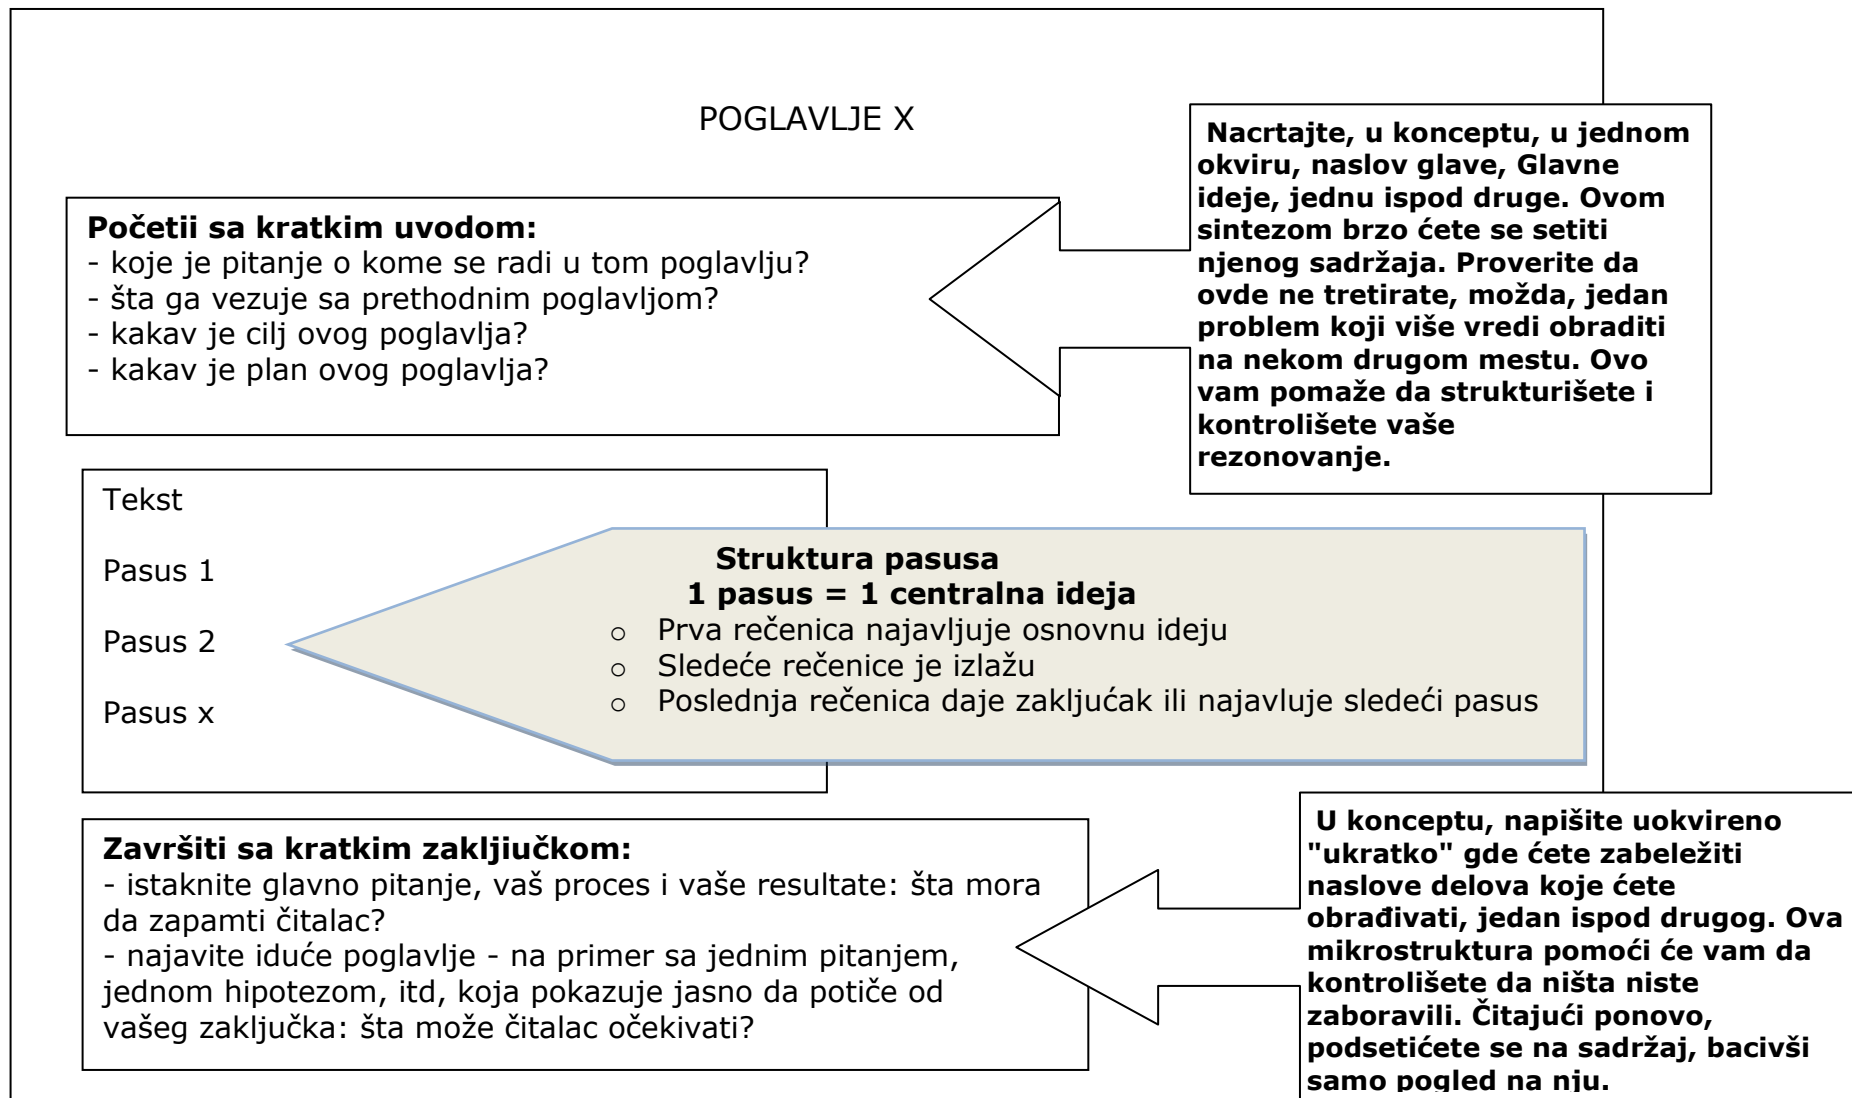 POGLAVLJE X
Početii sa kratkim uvodom:
- koje je pitanje o kome se radi u tom poglavlju?
- šta ga vezuje sa prethodnim poglavljom?
- kakav je cilj ovog poglavlja?
- kakav je plan ovog poglavlja?
Nacrtajte, u konceptu, u jednom
okviru, naslov glave, Glavne
ideje, jednu ispod druge. Ovom
sintezom brzo ćete se setiti
njenog sadržaja. Proverite da
ovde ne tretirate, možda, jedan
problem koji više vredi obraditi
na nekom drugom mestu. Ovo
vam pomaže da strukturišete i
kontrolišete vaše
rezonovanje.
Tekst
Pasus 1
Pasus 2
Pasus x
Struktura pasusa
1 pasus = 1 centralna ideja
o Prva rečenica najavljuje osnovnu ideju
o Sledeće rečenice je izlažu
o Poslednja rečenica daje zakljućak ili najavluje sledeći pasus
Završiti sa kratkim zakljiučkom:
- istaknite glavno pitanje, vaš proces i vaše resultate: šta mora
da zapamti čitalac?
- najavite iduće poglavlje - na primer sa jednim pitanjem,
jednom hipotezom, itd, koja pokazuje jasno da potiče od
vašeg zaključka: šta može čitalac očekivati?
U konceptu, napišite uokvireno
"ukratko" gde ćete zabeležiti
naslove delova koje ćete
obrađivati, jedan ispod drugog. Ova
mikrostruktura pomoći će vam da
kontrolišete da ništa niste
zaboravili. Čitajući ponovo,
podsetićete se na sadržaj, bacivši
samo pogled na nju.